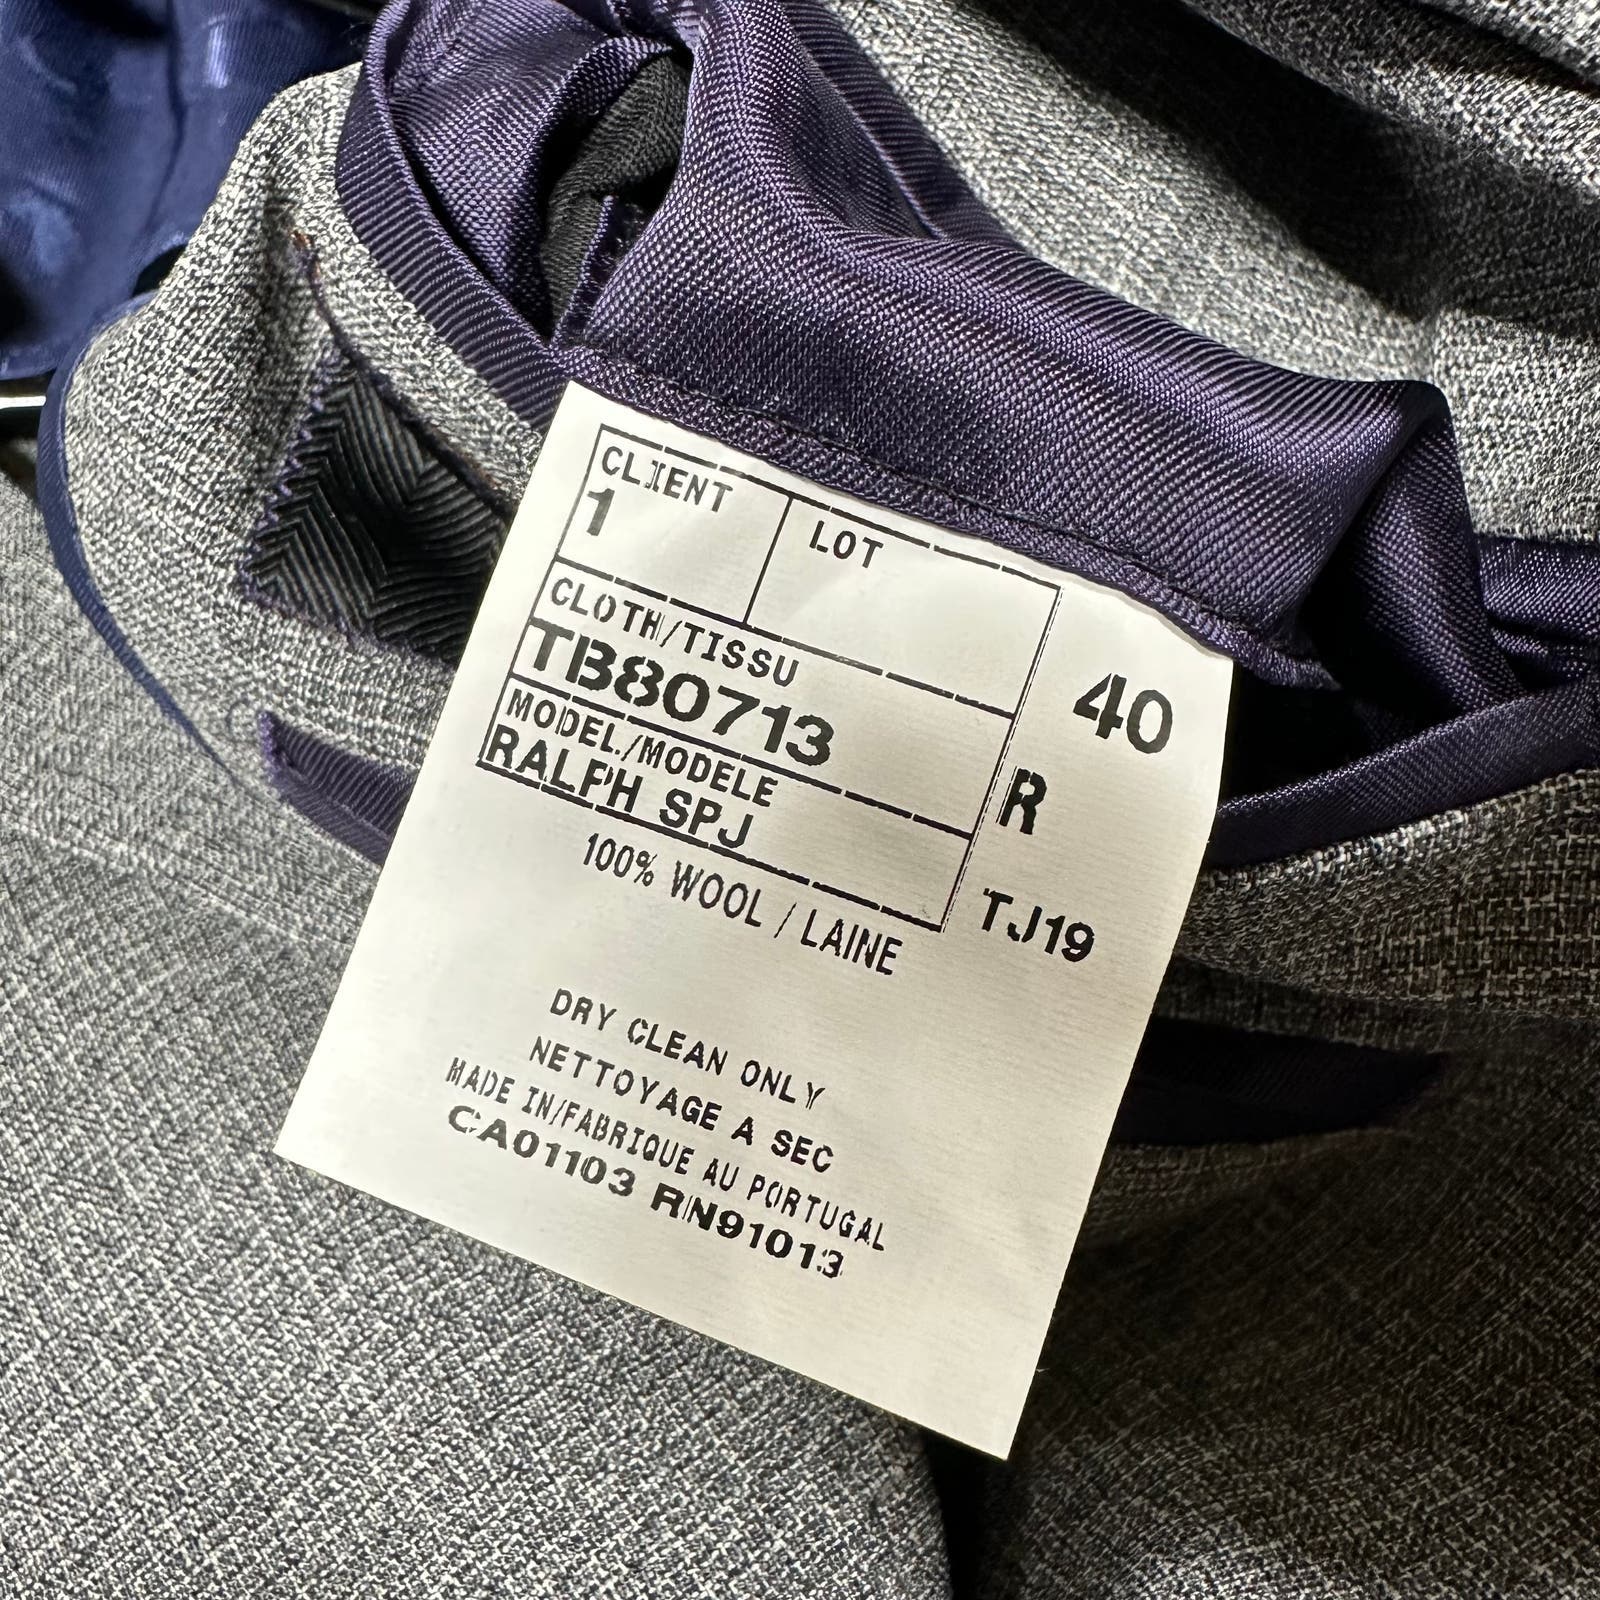 CLIENT
1
LOT
CLOTH/TISSU
TB80713
MODEL/MODELE
RALPH SPJ
40
R
TJ19
100% WOOL / LAINE
DRY CLEAN ONLY
NETTOYAGE A SEC
MADE IN/FABRIQUE AU PORTUGAL
CA01103 RN91013